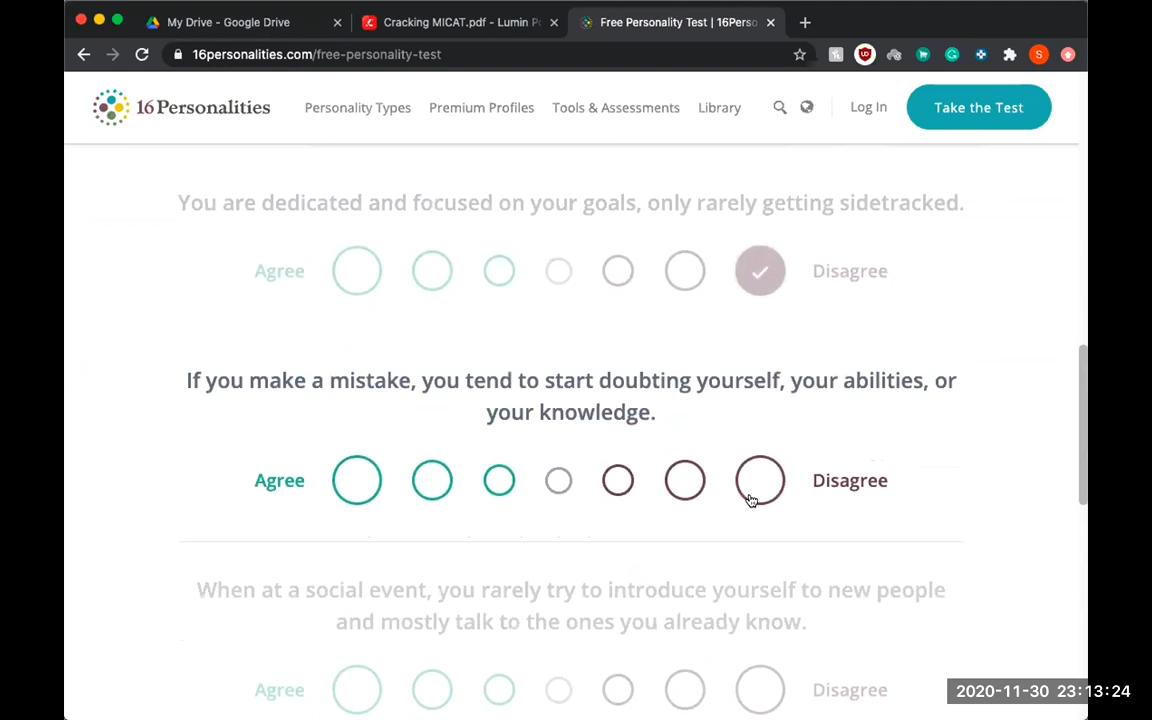 My Drive - Google Drive
Cracking MICAT.pdf - Lumin P
Free Personality Test | 16Perso
16personalities.com/free-personality-test
S
16Personalities
Personality Types
Premium Profiles
Tools & Assessments
Library
Log In
Take the Test
You are dedicated and focused on your goals, only rarely getting sidetracked.
Agree
Disagree
If you make a mistake, you tend to start doubting yourself, your abilities, or
your knowledge.
Agree
Disagree
When at a social event, you rarely try to introduce yourself to new people
and mostly talk to the ones you already know.
Agree
Disagree
2020-11-30 23:13:24